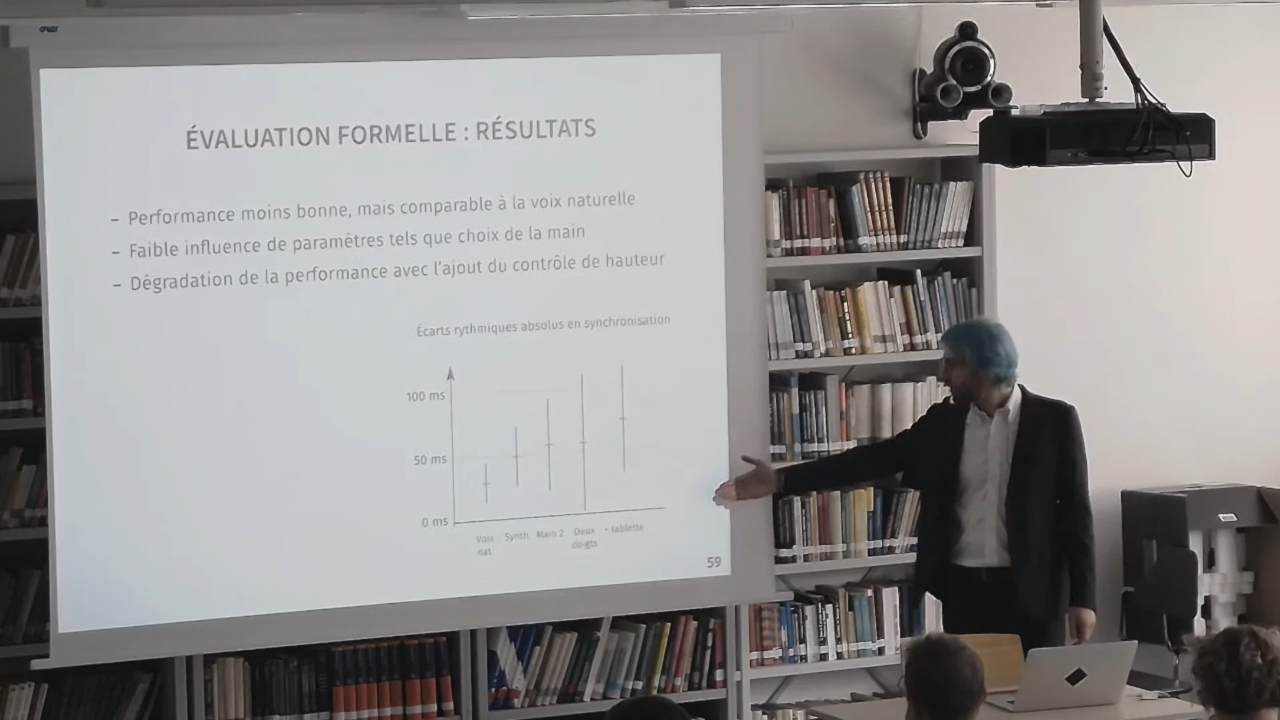 ÉVALUATION FORMELLE : RÉSULTATS
– Performance moins bonne, mais comparable à la voix naturelle
– Faible influence de paramètres tels que choix de la main
– Dégradation de la performance avec l'ajout du contrôle de hauteur
Écarts rythmiques absolus en synchronisation
100 ms
50 ms
0 ms
Voix nat.
Synth
Main 2
Deux doigts
+ tablette
59